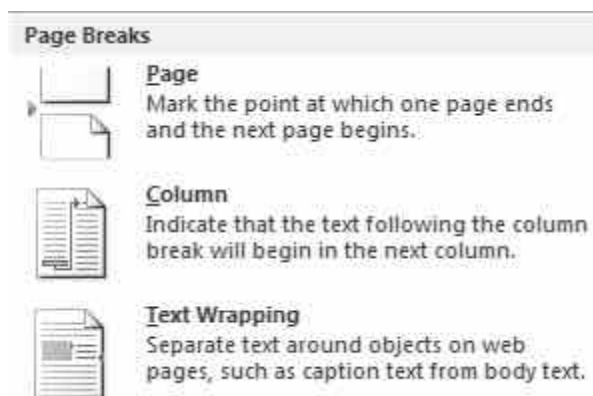 Page Breaks
Page
Mark the point at which one page ends
and the next page begins.
Column
Indicate that the text following the column
break will begin in the next column.
Text Wrapping
Separate text around objects on web
pages, such as caption text from body text.